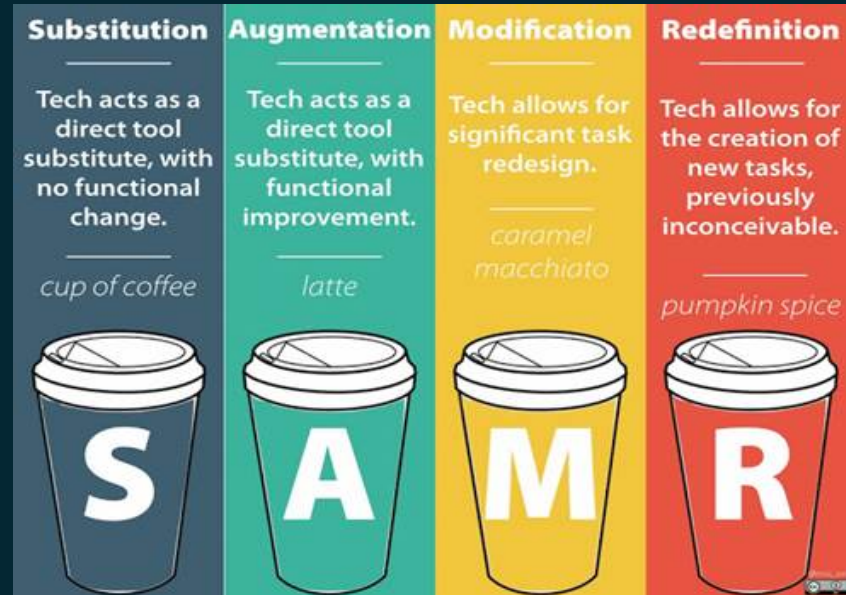 Substitution
Tech acts as a
direct tool
substitute, with
no functional
change.
cup of coffee
S
Augmentation
Tech acts as a
direct tool
substitute, with
functional
improvement.
latte
A
Modification
Tech allows for
significant task
redesign.
caramel
macchiato
M
Redefinition
Tech allows for
the creation of
new tasks,
previously
inconceivable.
pumpkin spice
R